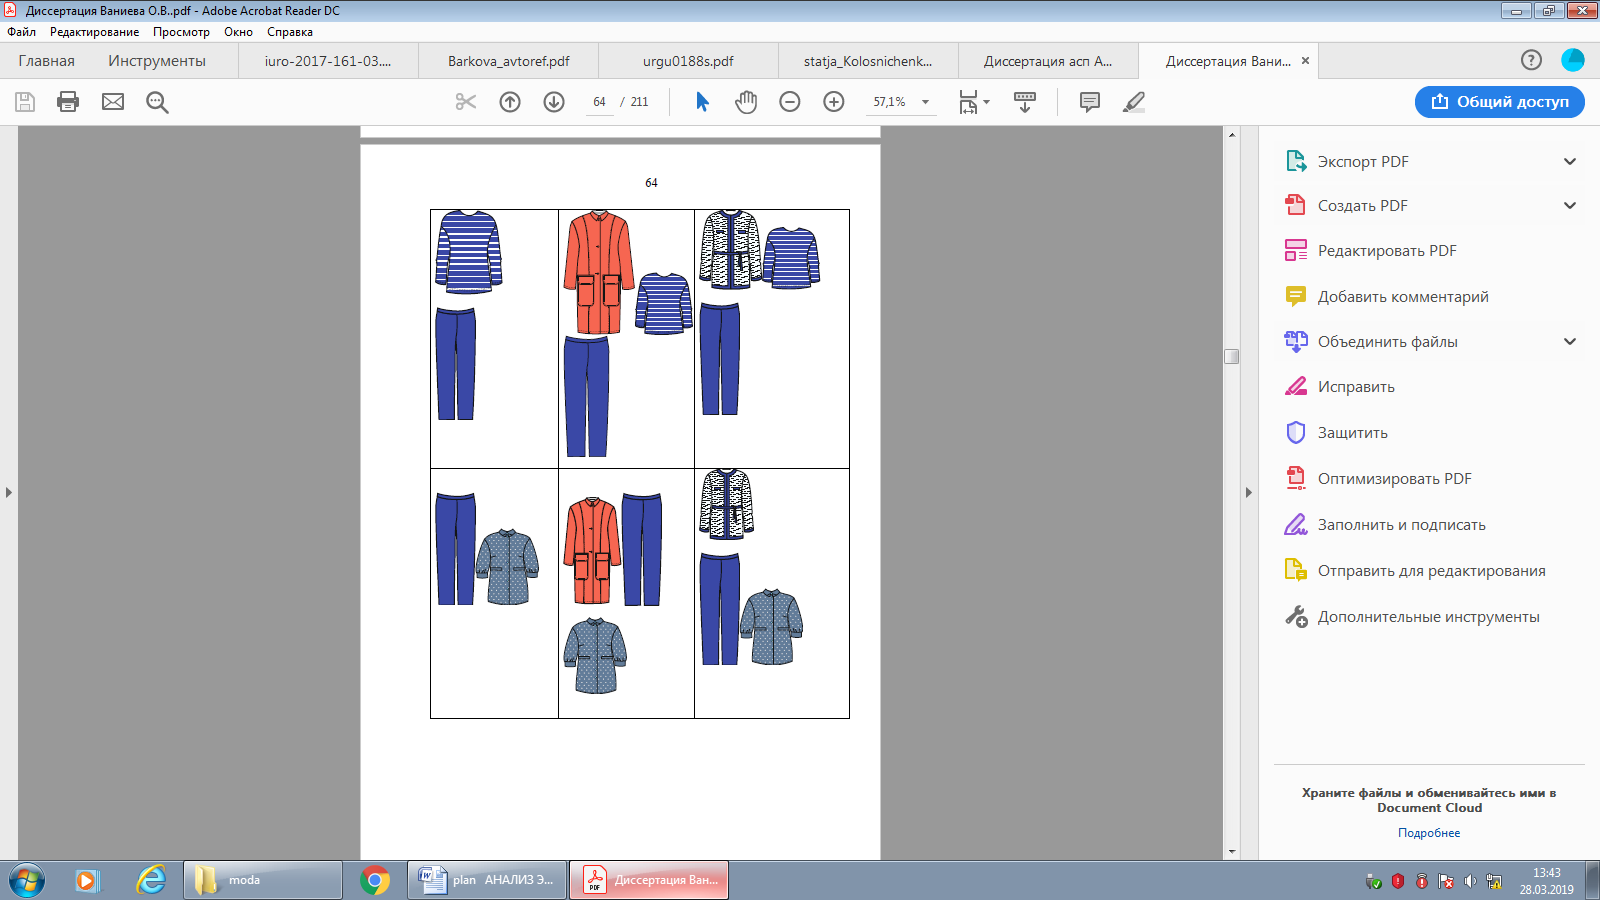 Диссертация Ваниева О.В..pdf - Adobe Acrobat Reader DC
Файл Редактирование Просмотр Окно Справка
Главная Инструменты iuro-2017-161-03.... Barkova_avtoref.pdf urgu0188s.pdf statja_Kolosnichenk... Диссертация асп А... Диссертация Вани...
64 / 211 57,1% Общий доступ
64
Экспорт PDF
Создать PDF
Редактировать PDF
Добавить комментарий
Объединить файлы
Исправить
Защитить
Оптимизировать PDF
Заполнить и подписать
Отправить для редактирования
Дополнительные инструменты
Храните файлы и обменивайтесь ими в
Document Cloud
Подробнее
moda plan АНАЛИЗ Э... Диссертация Ван... 13:43
28.03.2019